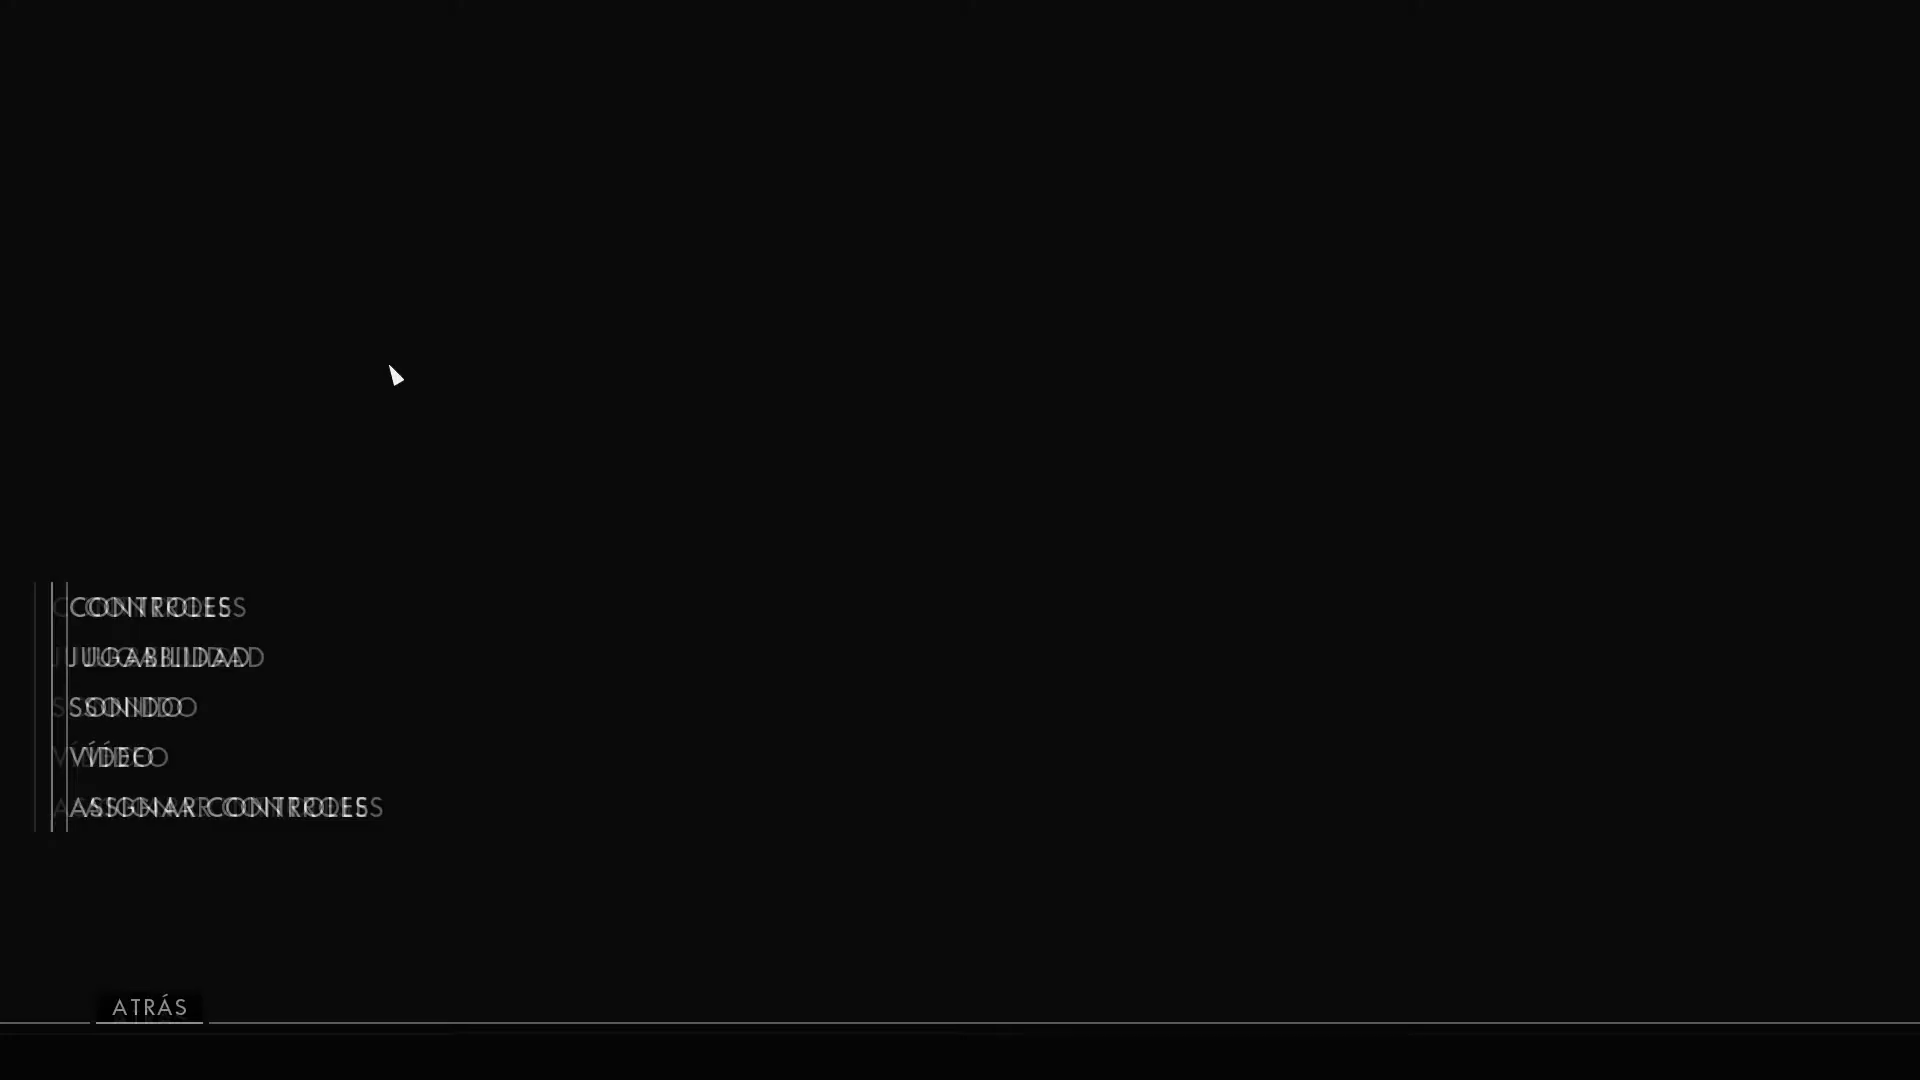 CONTROLES
JUGABILIDAD
SONIDO
VÍDEO
ASIGNAR CONTROLES
ATRÁS